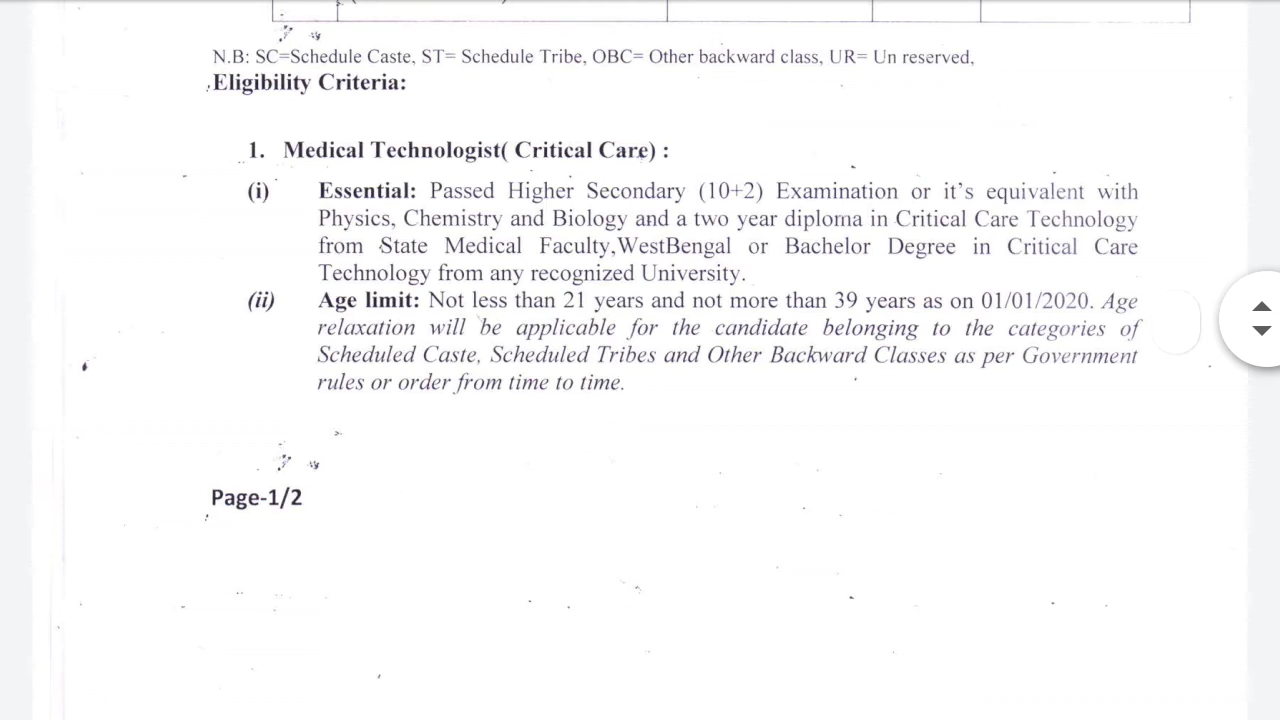 N.B: SC=Schedule Caste, ST= Schedule Tribe, OBC= Other backward class, UR= Un reserved,
Eligibility Criteria:
1. Medical Technologist( Critical Care) :
(i) Essential: Passed Higher Secondary (10+2) Examination or it's equivalent with
Physics, Chemistry and Biology and a two year diploma in Critical Care Technology
from State Medical Faculty,WestBengal or Bachelor Degree in Critical Care
Technology from any recognized University.
(ii) Age limit: Not less than 21 years and not more than 39 years as on 01/01/2020. Age
relaxation will be applicable for the candidate belonging to the categories of
Scheduled Caste, Scheduled Tribes and Other Backward Classes as per Government
rules or order from time to time.
Page-1/2